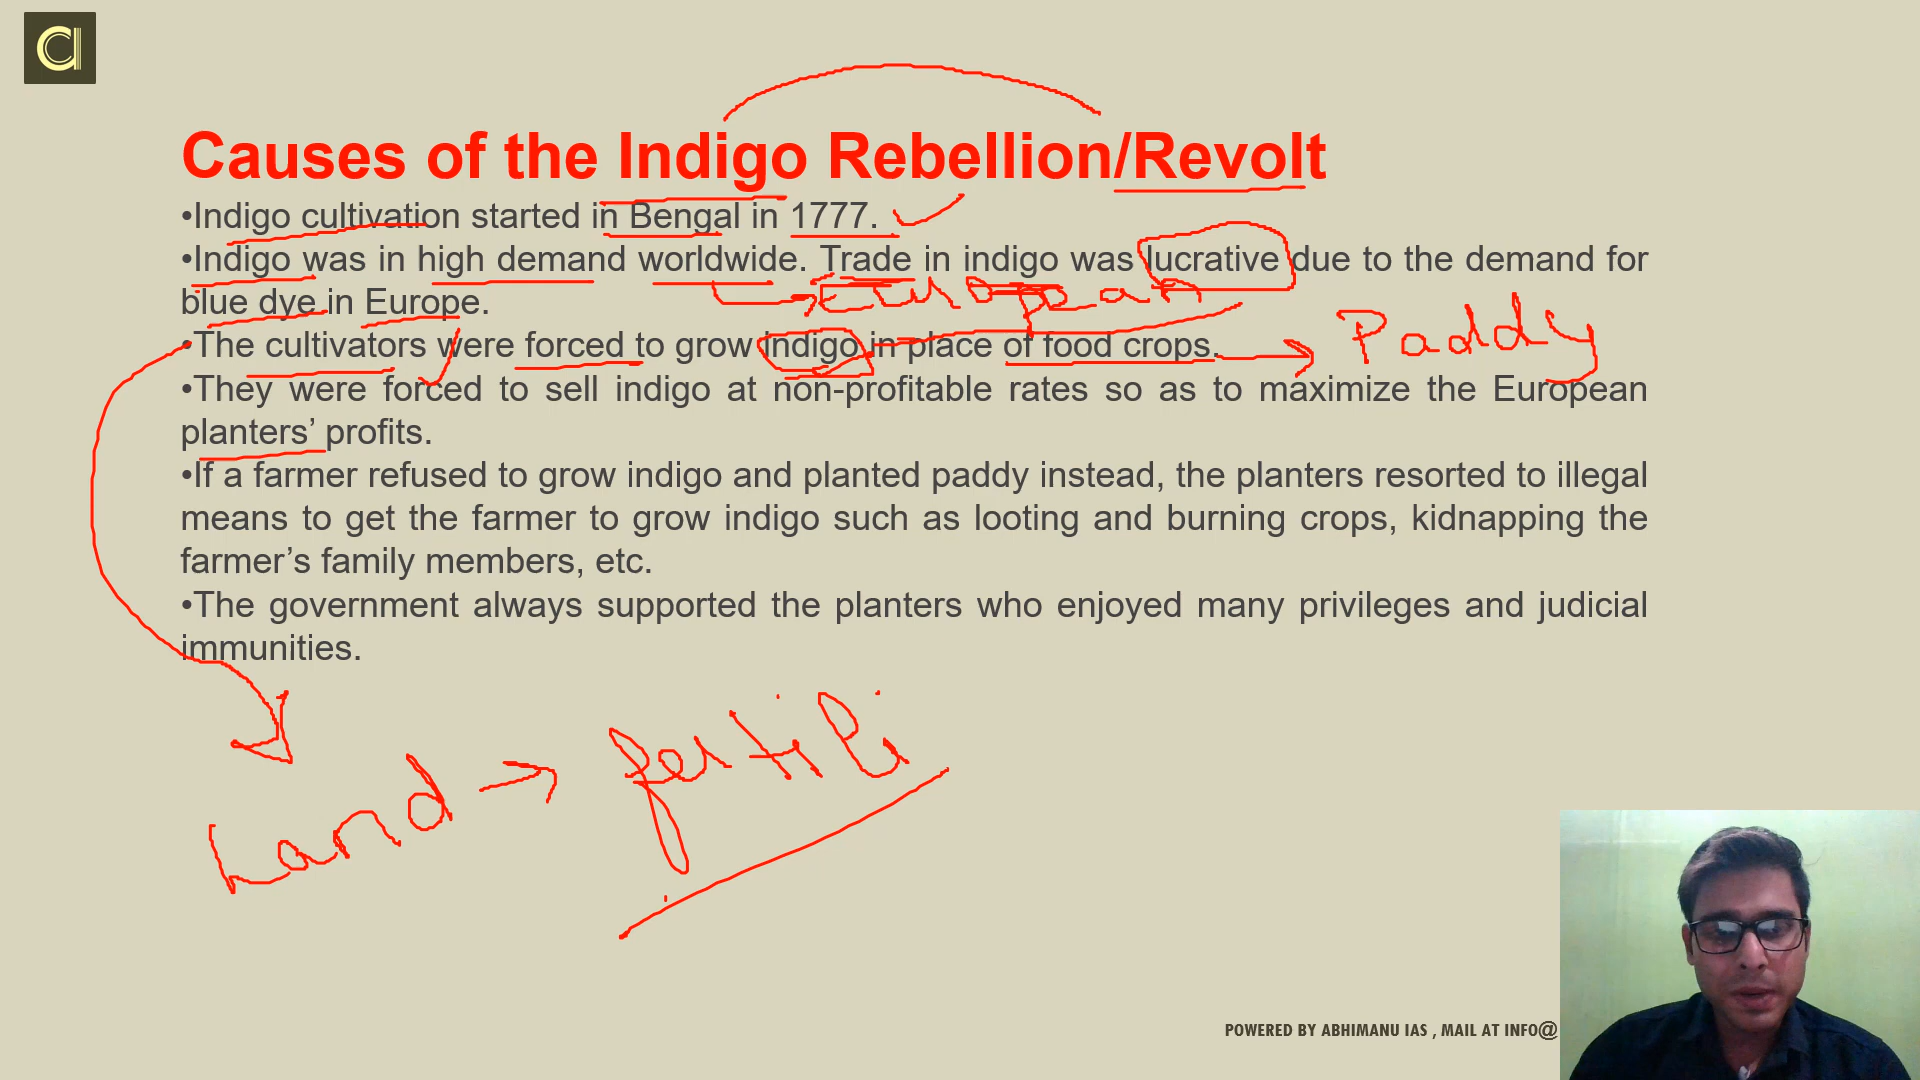 a
Causes of the Indigo Rebellion/Revolt
•Indigo cultivation started in Bengal in 1777.
•Indigo was in high demand worldwide. Trade in indigo was lucrative due to the demand for
blue dye in Europe.
European
•The cultivators were forced to grow indigo in place of food crops. → Paddy
•They were forced to sell indigo at non-profitable rates so as to maximize the European
planters’ profits.
•If a farmer refused to grow indigo and planted paddy instead, the planters resorted to illegal
means to get the farmer to grow indigo such as looting and burning crops, kidnapping the
farmer’s family members, etc.
•The government always supported the planters who enjoyed many privileges and judicial
immunities.
Land → fertili
POWERED BY ABHIMANU IAS , MAIL AT INFO@